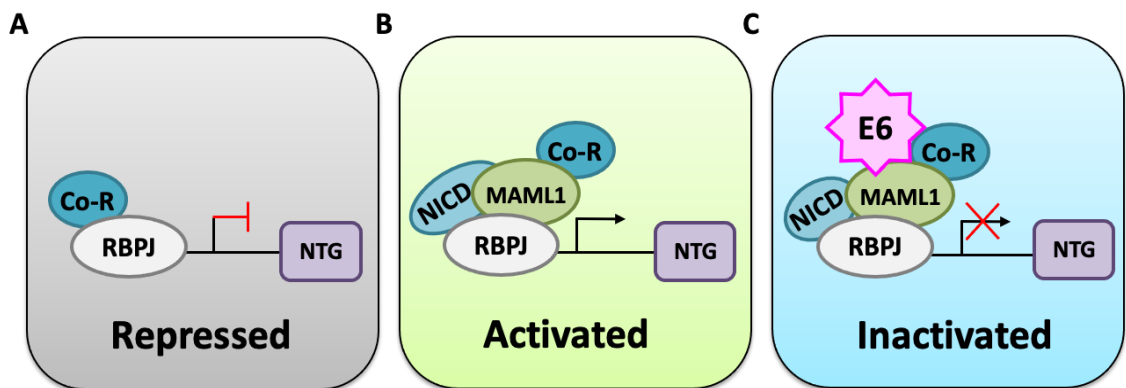 A
Co-R
RBPJ
NTG
Repressed
B
Co-R
NICD
MAML1
RBPJ
NTG
Activated
C
E6
Co-R
NICD
MAML1
RBPJ
NTG
Inactivated